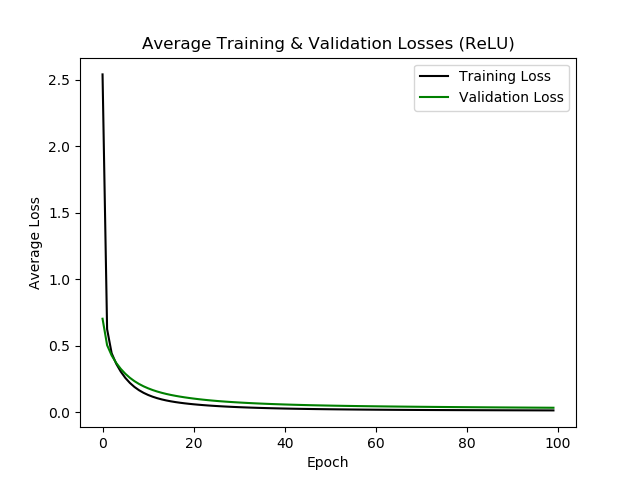 Average Training & Validation Losses (ReLU)
Training Loss
Validation Loss
Average Loss
2.5
2.0
1.5
1.0
0.5
0.0
0 20 40 60 80 100
Epoch